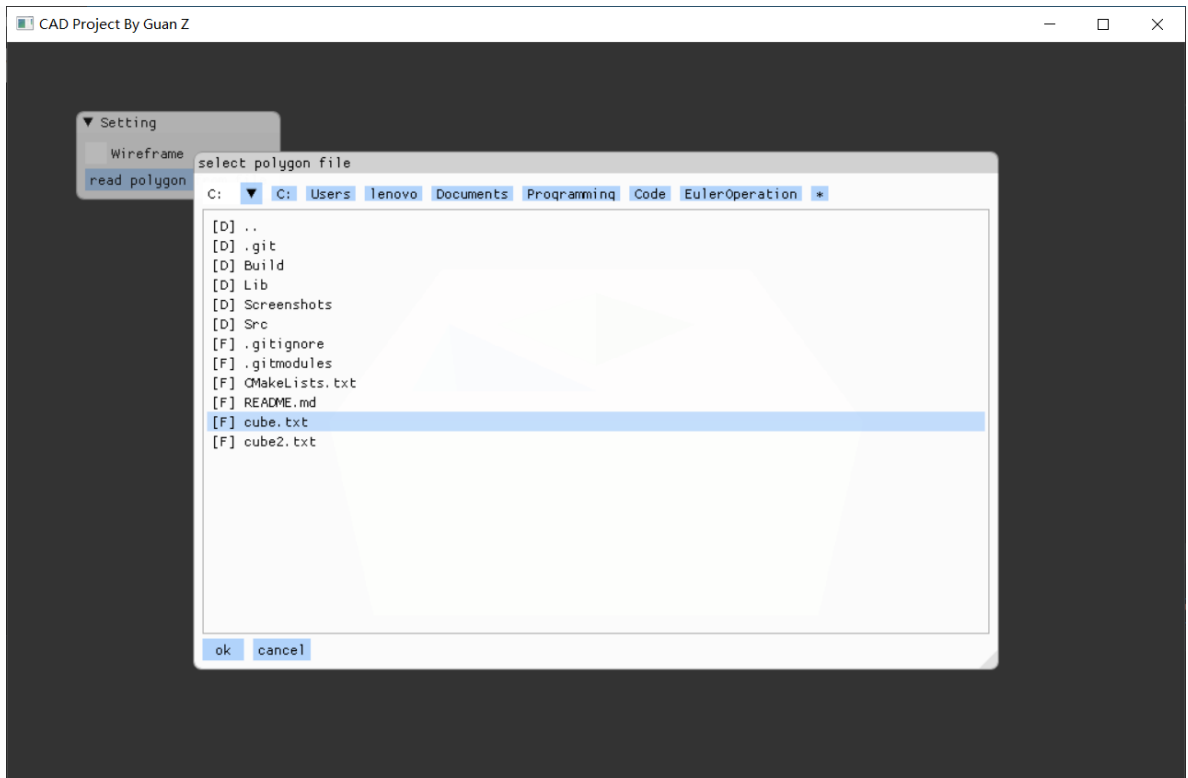 CAD Project By Guan Z
▼ Setting
Wireframe
read polygon
select polygon file
C: ▼ C: Users lenovo Documents Programming Code EulerOperation *
[D] ..
[D] .git
[D] Build
[D] Lib
[D] Screenshots
[D] Src
[F] .gitignore
[F] .gitmodules
[F] CMakeLists.txt
[F] README.md
[F] cube.txt
[F] cube2.txt
ok cancel